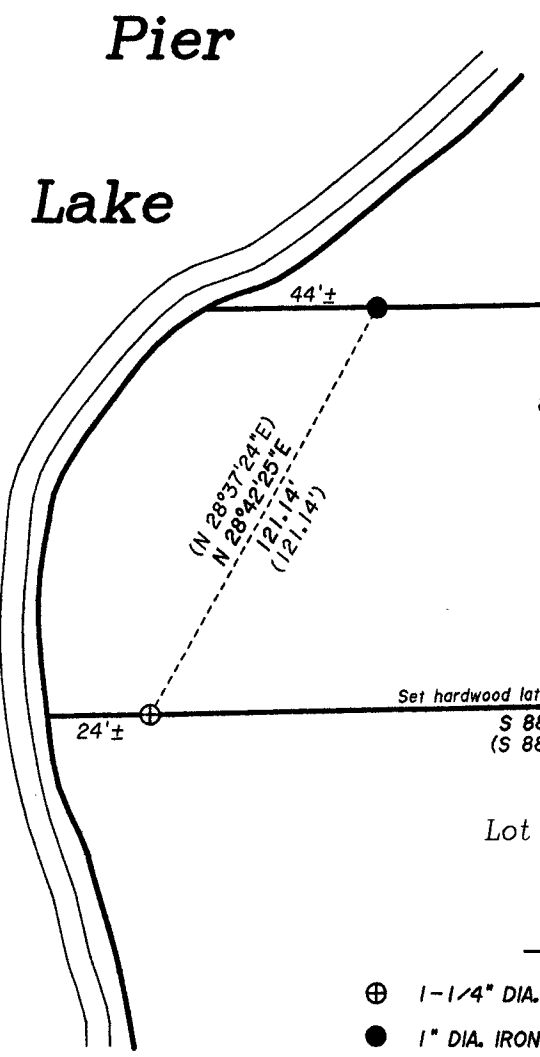 Pier
Lake
44'±
(N 28°37'24"E)
N 28°42'25"E
121.14'
(121.14')
Set hardwood lat
24'±
S 88
(S 88
Lot
1-1/4" DIA.
1" DIA. IRON